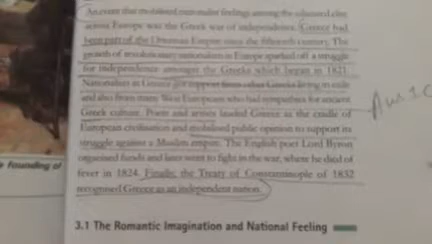 An event that mobilised nationalist feelings among the educated elite
across Europe was the Greek war of independence. Greece had
been part of the Ottoman Empire since the fifteenth century. The
growth of revolutionary nationalism in Europe sparked off a struggle
for independence amongst the Greeks which began in 1821.
Nationalists in Greece got support from other Greeks living in exile
and also from many West Europeans who had sympathies for ancient
Greek culture. Poets and artists lauded Greece as the cradle of
European civilisation and mobilised public opinion to support its
struggle against a Muslim empire. The English poet Lord Byron
organised funds and later went to fight in the war, where he died of
fever in 1824. Finally, the Treaty of Constantinople of 1832
recognised Greece as an independent nation.
e founding of
3.1 The Romantic Imagination and National Feeling